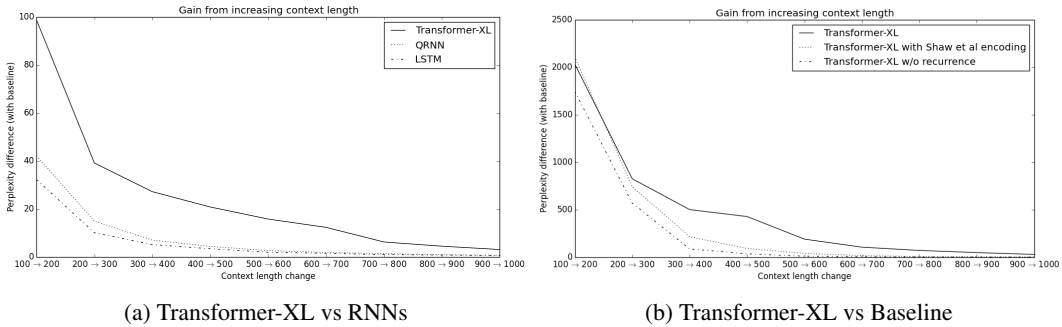 Gain from increasing context length
Perplexity difference (with baseline)
100
80
60
40
20
0
Transformer-XL
QRNN
LSTM
100 → 200
200 → 300
300 → 400
400 → 500
500 → 600
600 → 700
700 → 800
800 → 900
900 → 1000
Context length change
(a) Transformer-XL vs RNNs
Gain from increasing context length
Perplexity difference (with baseline)
2500
2000
1500
1000
500
0
Transformer-XL
Transformer-XL with Shaw et al encoding
Transformer-XL w/o recurrence
100 → 200
200 → 300
300 → 400
400 → 500
500 → 600
600 → 700
700 → 800
800 → 900
900 → 1000
Context length change
(b) Transformer-XL vs Baseline